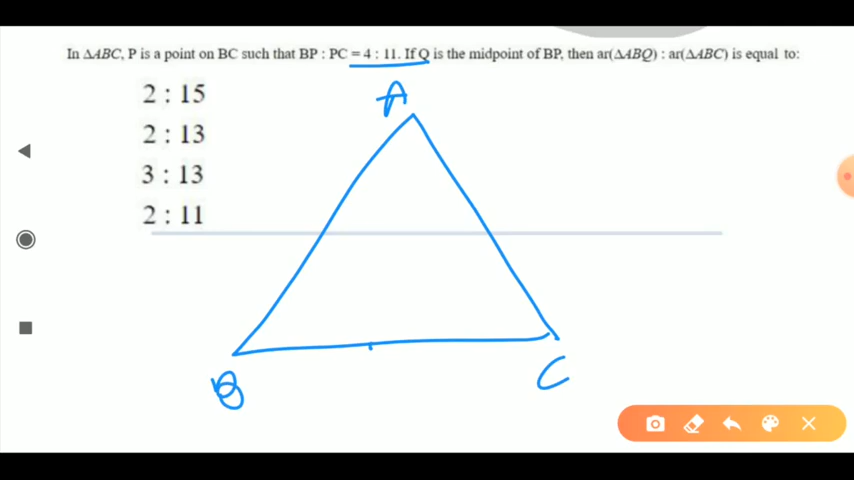 In ΔABC, P is a point on BC such that BP : PC = 4 : 11. If Q is the midpoint of BP, then ar(ΔABQ) : ar(ΔABC) is equal to:
2 : 15
2 : 13
3 : 13
2 : 11
A
B
C